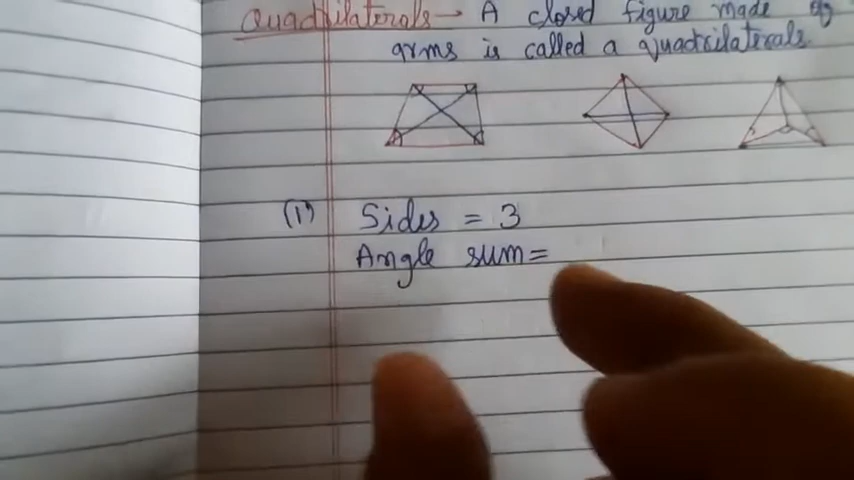 Quadrilaterals → A closed figure made of
arms is called a quadrilaterals
(1) Sides = 3
Angle sum=